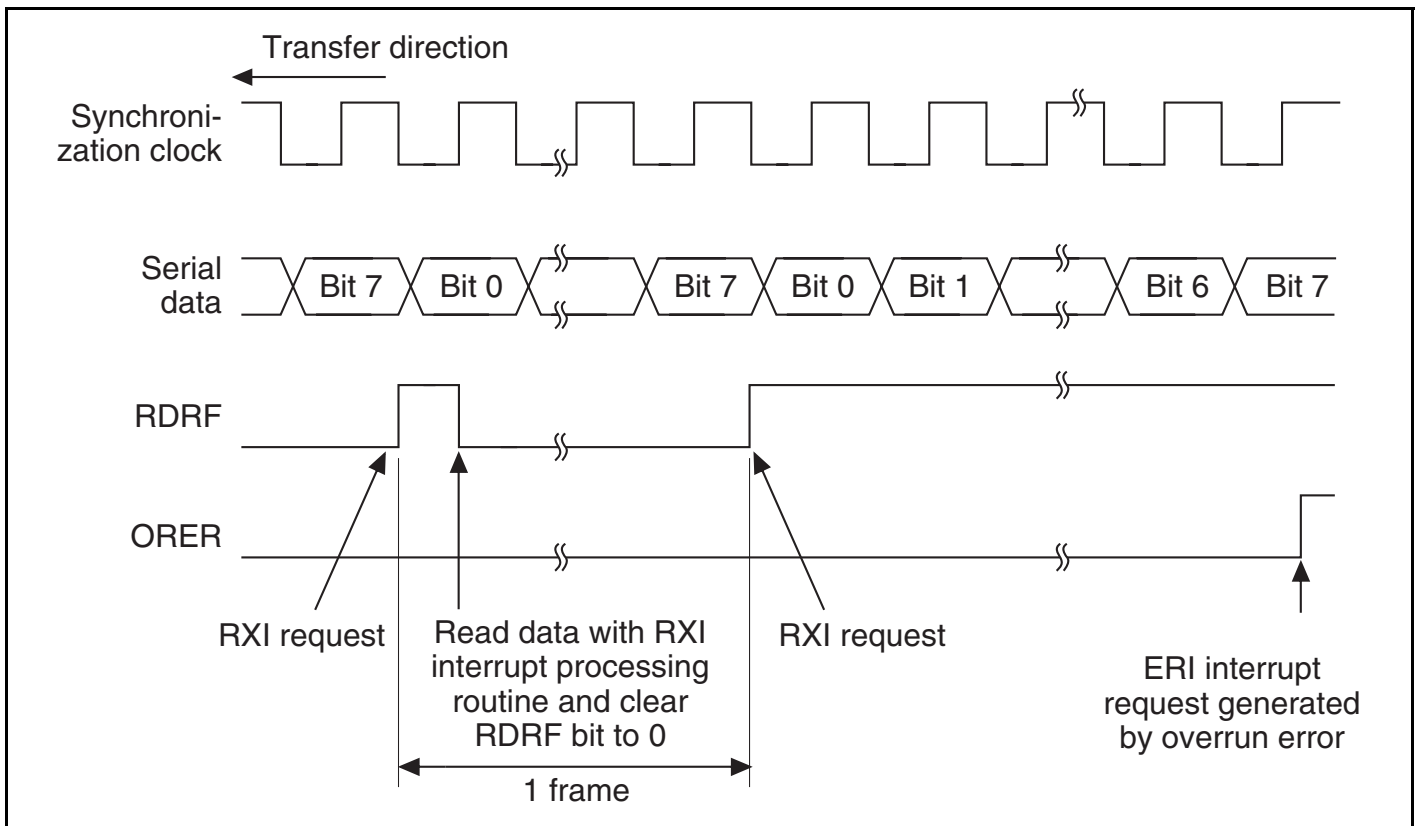 Transfer direction
Synchroni-
zation clock
Serial
data
Bit 7
Bit 0
Bit 7
Bit 0
Bit 1
Bit 6
Bit 7
RDRF
ORER
RXI request
Read data with RXI
interrupt processing
routine and clear
RDRF bit to 0
RXI request
ERI interrupt
request generated
by overrun error
1 frame